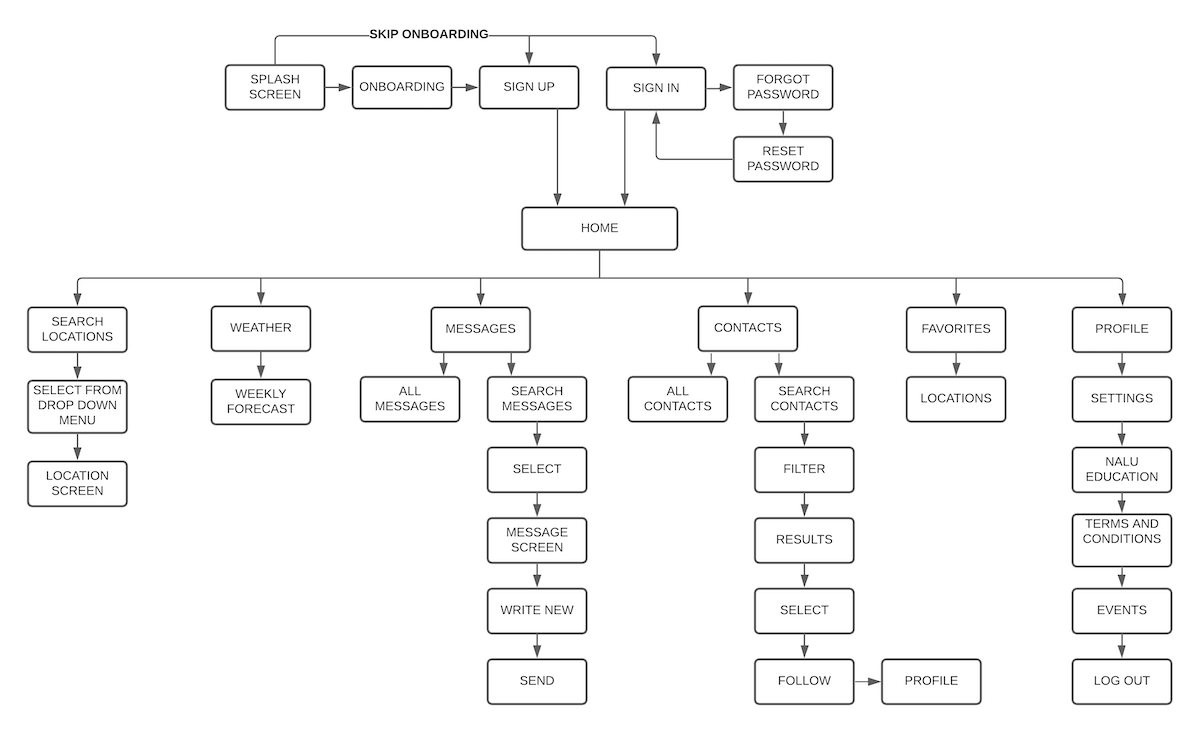 SKIP ONBOARDING
SPLASH
SCREEN
ONBOARDING
SIGN UP
SIGN IN
FORGOT
PASSWORD
RESET
PASSWORD
HOME
SEARCH
LOCATIONS
SELECT FROM
DROP DOWN
MENU
LOCATION
SCREEN
WEATHER
WEEKLY
FORECAST
MESSAGES
ALL
MESSAGES
SEARCH
MESSAGES
SELECT
MESSAGE
SCREEN
WRITE NEW
SEND
CONTACTS
ALL
CONTACTS
SEARCH
CONTACTS
FILTER
RESULTS
SELECT
FOLLOW
PROFILE
FAVORITES
LOCATIONS
PROFILE
SETTINGS
NALU
EDUCATION
TERMS AND
CONDITIONS
EVENTS
LOG OUT